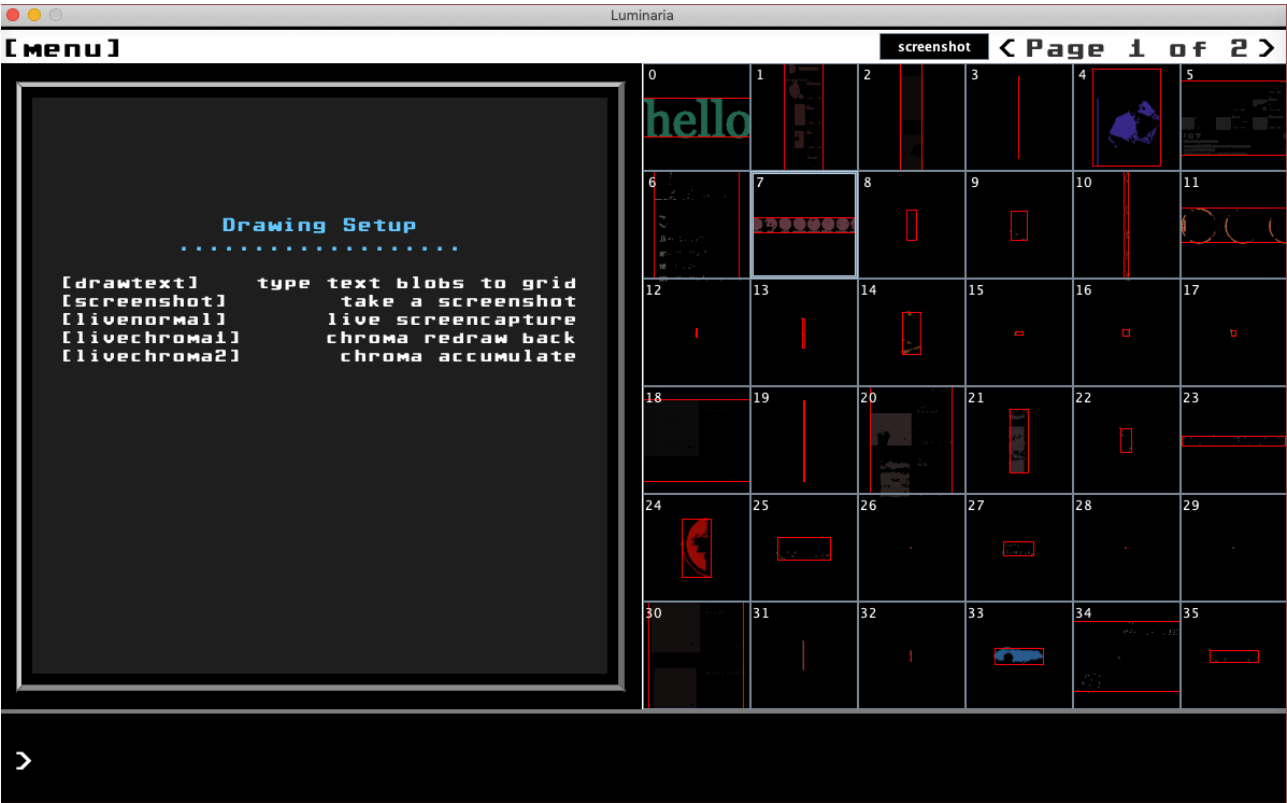 Luminaria
[menu] screenshot < Page 1 of 2 >
Drawing Setup
[drawtext] type text blobs to grid
[screenshot] take a screenshot
[livenormal] live screencapture
[livechroma1] chroma redraw back
[livechroma2] chroma accumulate
0 1 2 3 4 5
hello
6 7 8 9 10 11
12 13 14 15 16 17
18 19 20 21 22 23
24 25 26 27 28 29
30 31 32 33 34 35
>